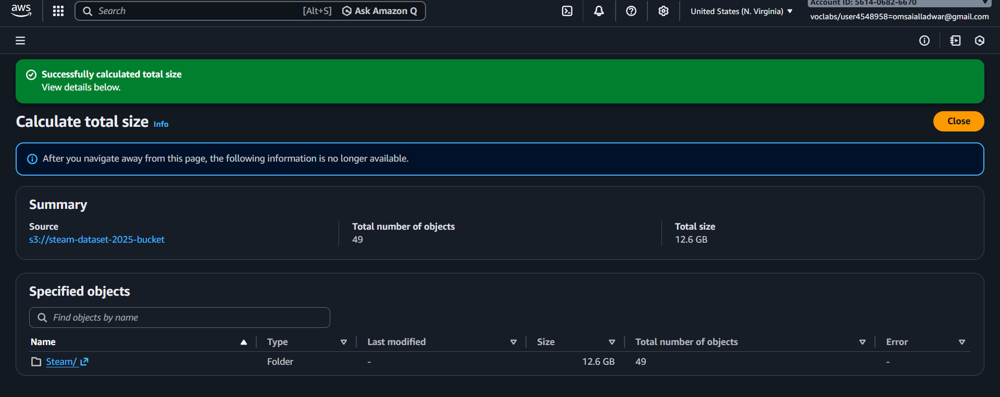 aws Search [Alt+S] Ask Amazon Q United States (N. Virginia) Account ID: 5614-0682-6670
voclabs/user4548958=omsaialladwar@gmail.com
Successfully calculated total size
View details below.
Calculate total size Info Close
After you navigate away from this page, the following information is no longer available.
Summary
Source Total number of objects Total size
s3://steam-dataset-2025-bucket 49 12.6 GB
Specified objects
Find objects by name
Name Type Last modified Size Total number of objects Error
Steam/ Folder - 12.6 GB 49 -